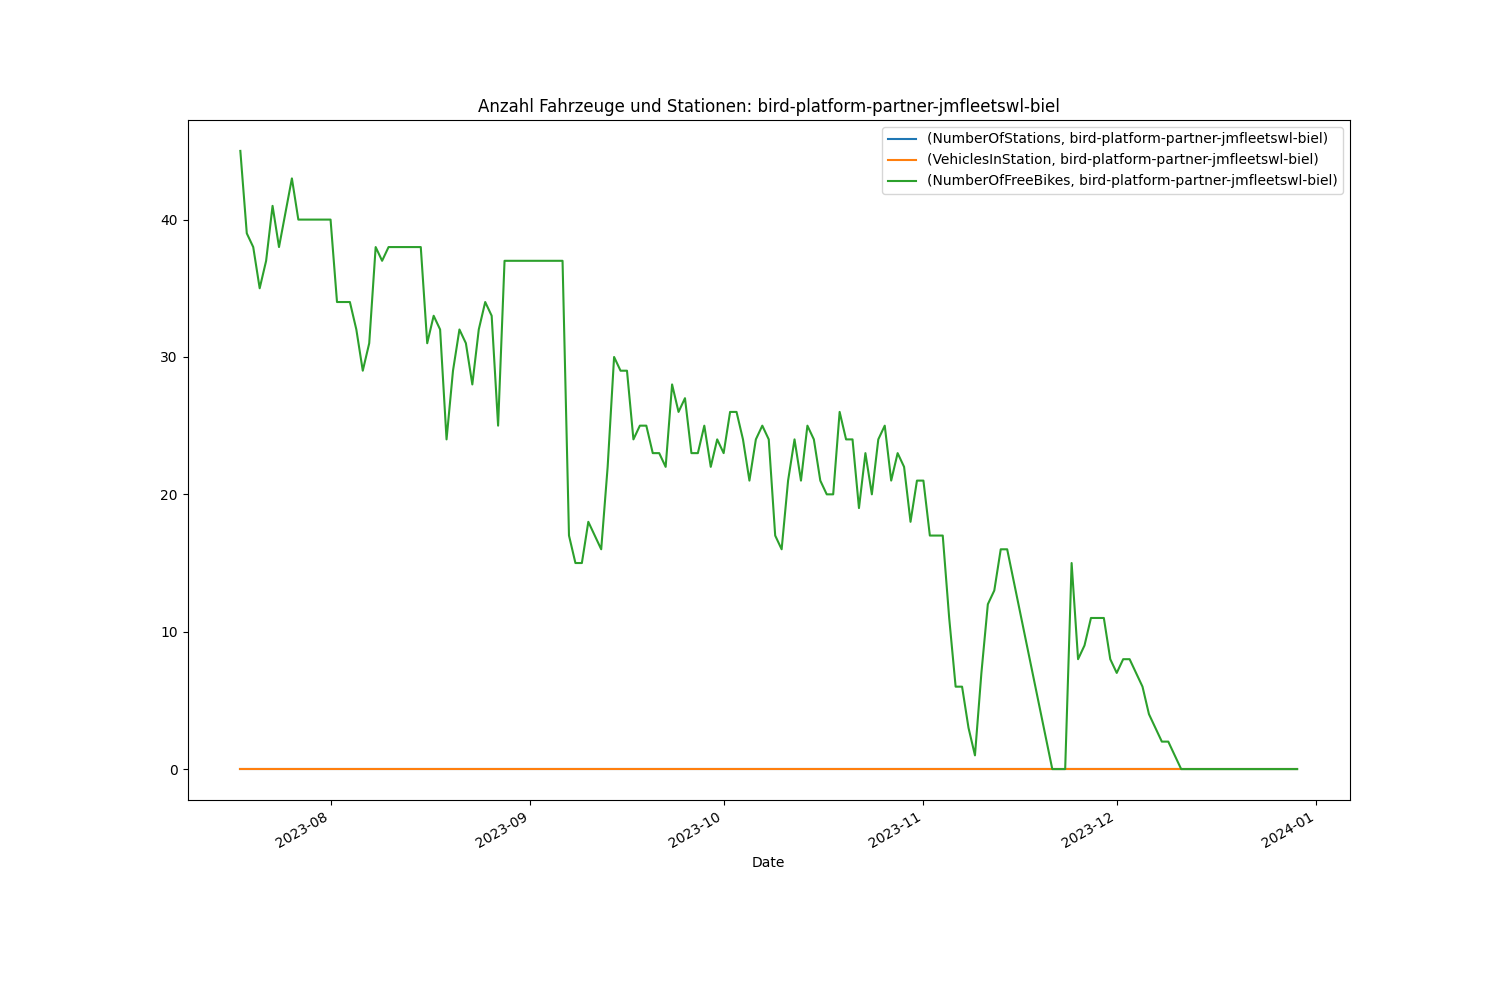 Anzahl Fahrzeuge und Stationen: bird-platform-partner-jmfleetswl-biel
(NumberOfStations, bird-platform-partner-jmfleetswl-biel)
(VehiclesInStation, bird-platform-partner-jmfleetswl-biel)
(NumberOfFreeBikes, bird-platform-partner-jmfleetswl-biel)
40
30
20
10
0
2023-08
2023-09
2023-10
2023-11
2023-12
2024-01
Date